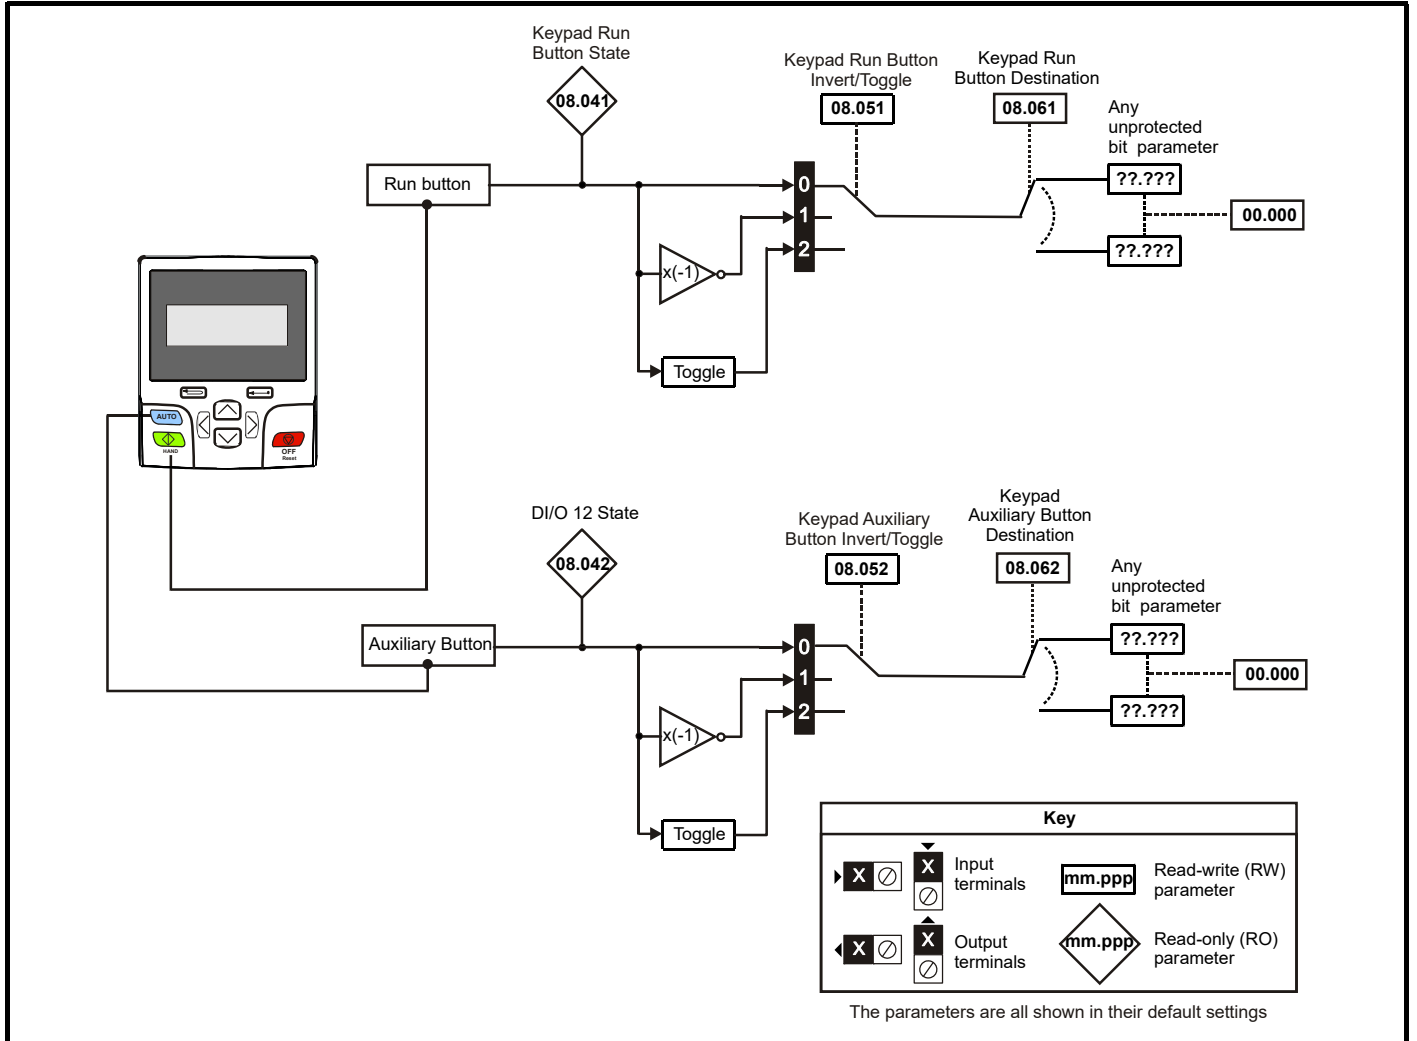 Keypad Run
Button State
08.041
Keypad Run Button
Invert/Toggle
08.051
Keypad Run
Button Destination
08.061
Any
unprotected
bit parameter
??.???
??.???
00.000
Run button
0
1
2
x(-1)
Toggle
AUTO
HAND
OFF
Reset
DI/O 12 State
08.042
Keypad Auxiliary
Button Invert/Toggle
08.052
Keypad
Auxiliary Button
Destination
08.062
Any
unprotected
bit parameter
??.???
??.???
00.000
Auxiliary Button
0
1
2
x(-1)
Toggle
Key
X
X
Input
terminals
mm.ppp
Read-write (RW)
parameter
X
X
Output
terminals
mm.ppp
Read-only (RO)
parameter
The parameters are all shown in their default settings